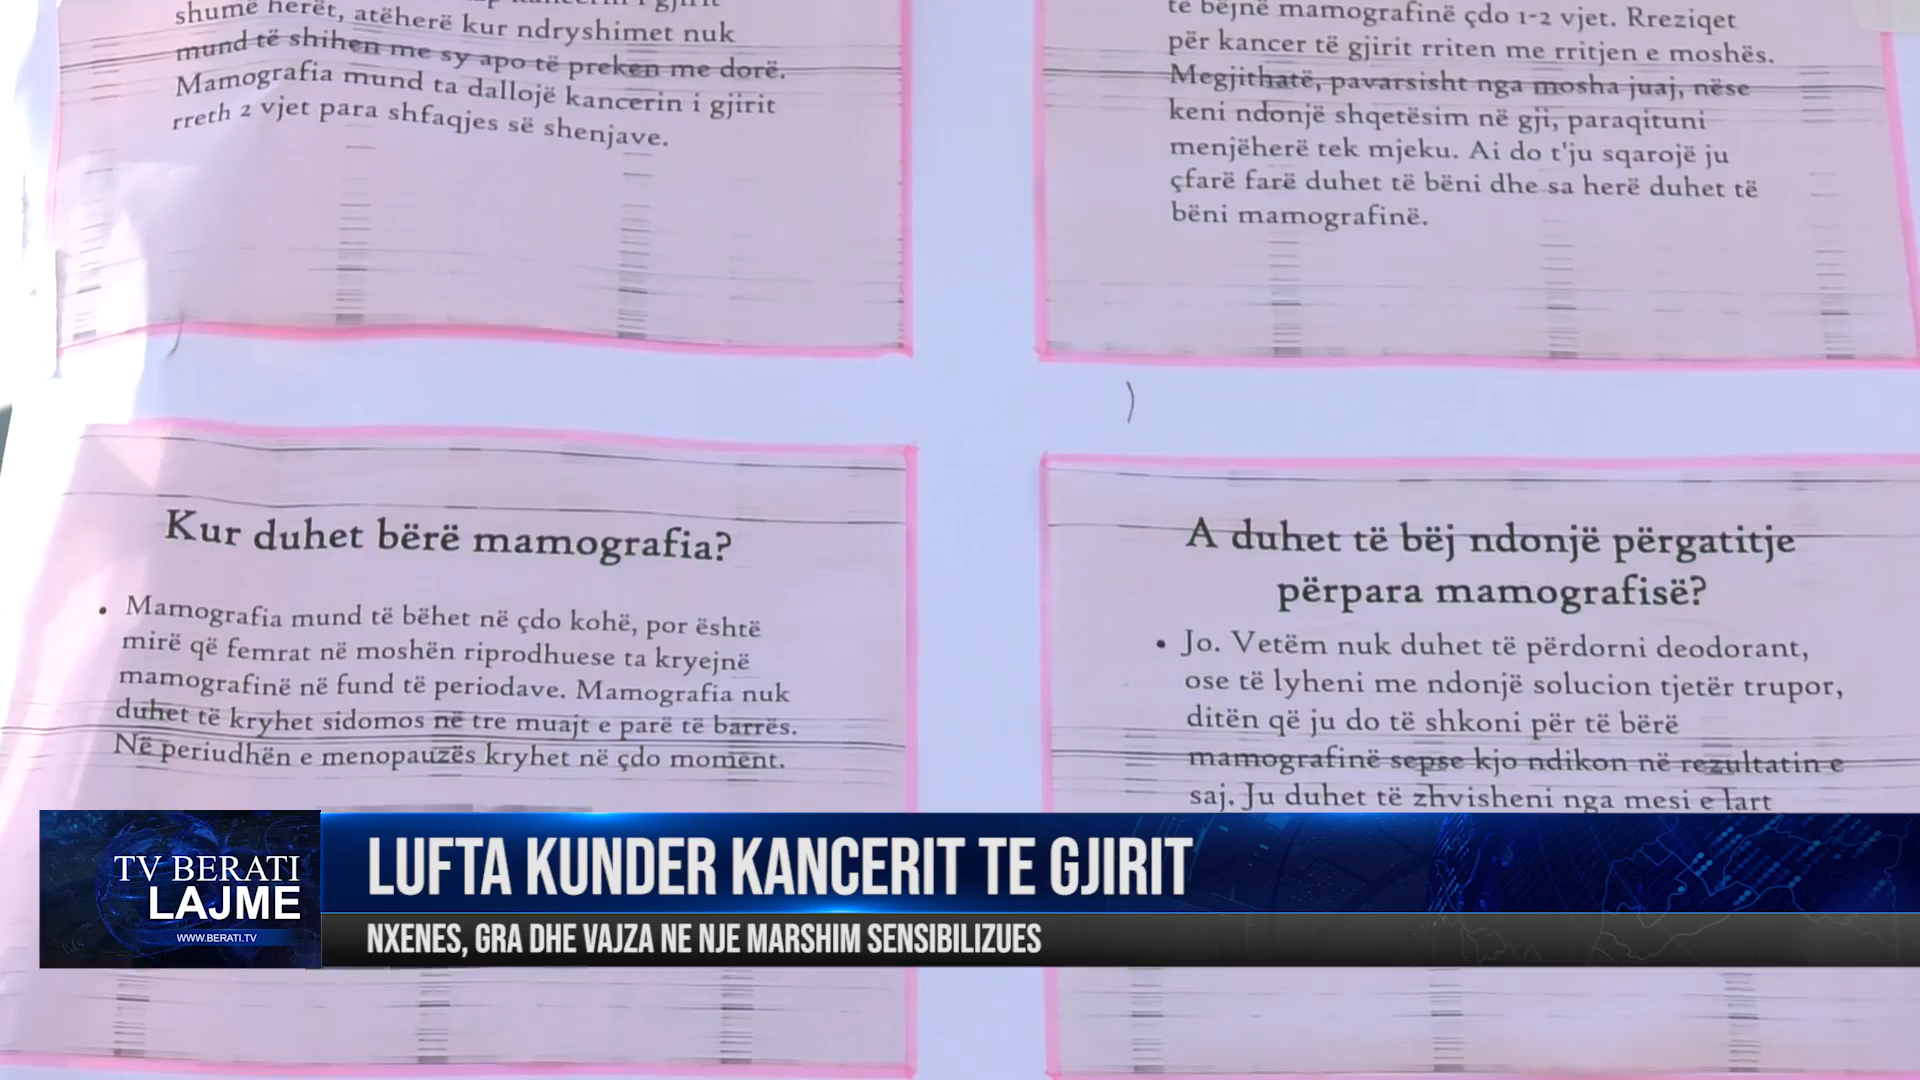 shumë herët, atëherë kur ndryshimet nuk
mund të shihen me sy apo të preken me dorë.
Mamografia mund ta dallojë kancerin i gjirit
rreth 2 vjet para shfaqjes së shenjave.
të bëjnë mamografinë çdo 1-2 vjet. Rreziqet
për kancer të gjirit rriten me rritjen e moshës.
Megjithatë, pavarsisht nga mosha juaj, nëse
keni ndonjë shqetësim në gji, paraqituni
menjëherë tek mjeku. Ai do t'ju sqarojë ju
çfarë farë duhet të bëni dhe sa herë duhet të
bëni mamografinë.
Kur duhet bërë mamografia?
• Mamografia mund të bëhet në çdo kohë, por është
mirë që femrat në moshën riprodhuese ta kryejnë
mamografinë në fund të periodave. Mamografia nuk
duhet të kryhet sidomos në tre muajt e parë të barrës.
Në periudhën e menopauzës kryhet në çdo moment.
A duhet të bëj ndonjë përgatitje
përpara mamografisë?
• Jo. Vetëm nuk duhet të përdorni deodorant,
ose të lyheni me ndonjë solucion tjetër trupor,
ditën që ju do të shkoni për të bërë
mamografinë sepse kjo ndikon në rezultatin e
saj. Ju duhet të zhvisheni nga mesi e lart
TV BERATI
LAJME
WWW.BERATI.TV
LUFTA KUNDER KANCERIT TE GJIRIT
NXENES, GRA DHE VAJZA NE NJE MARSHIM SENSIBILIZUES